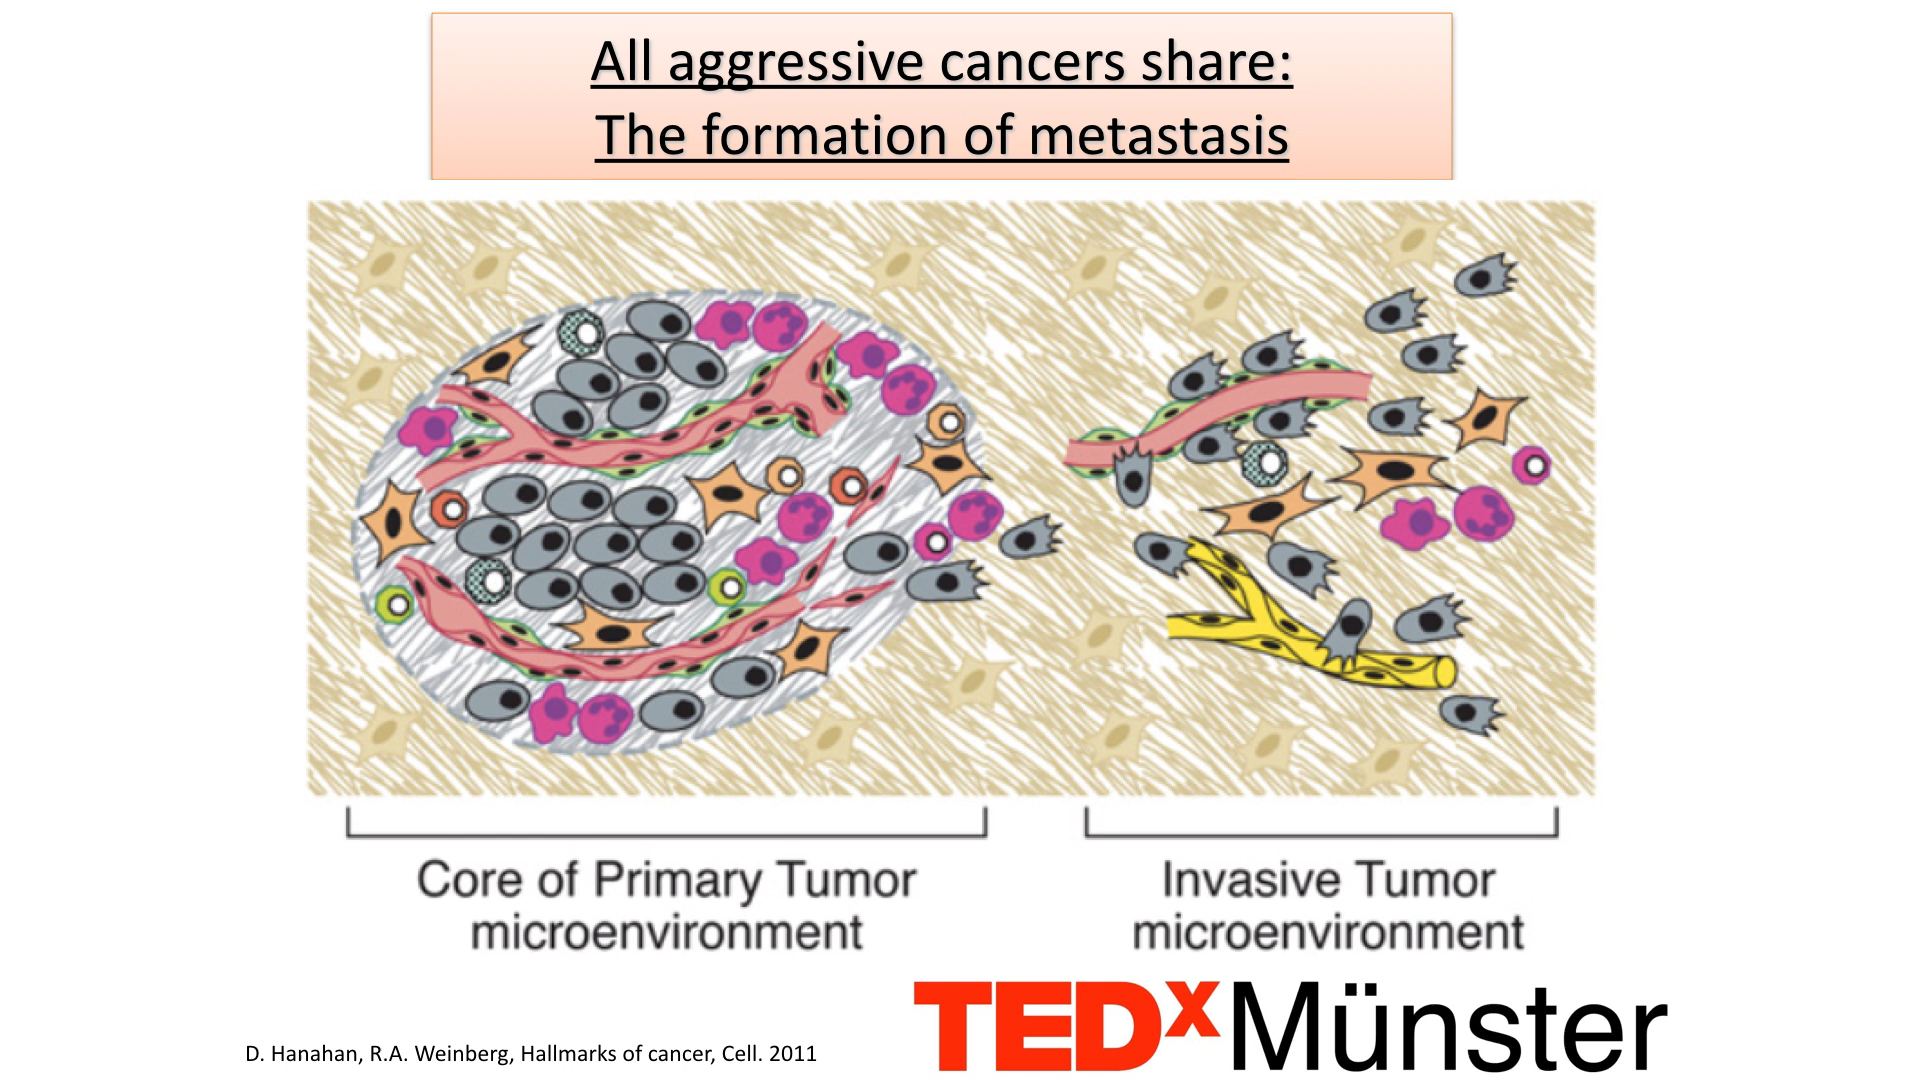 All aggressive cancers share:
The formation of metastasis
Core of Primary Tumor
microenvironment
Invasive Tumor
microenvironment
D. Hanahan, R.A. Weinberg, Hallmarks of cancer, Cell. 2011
TEDxMünster